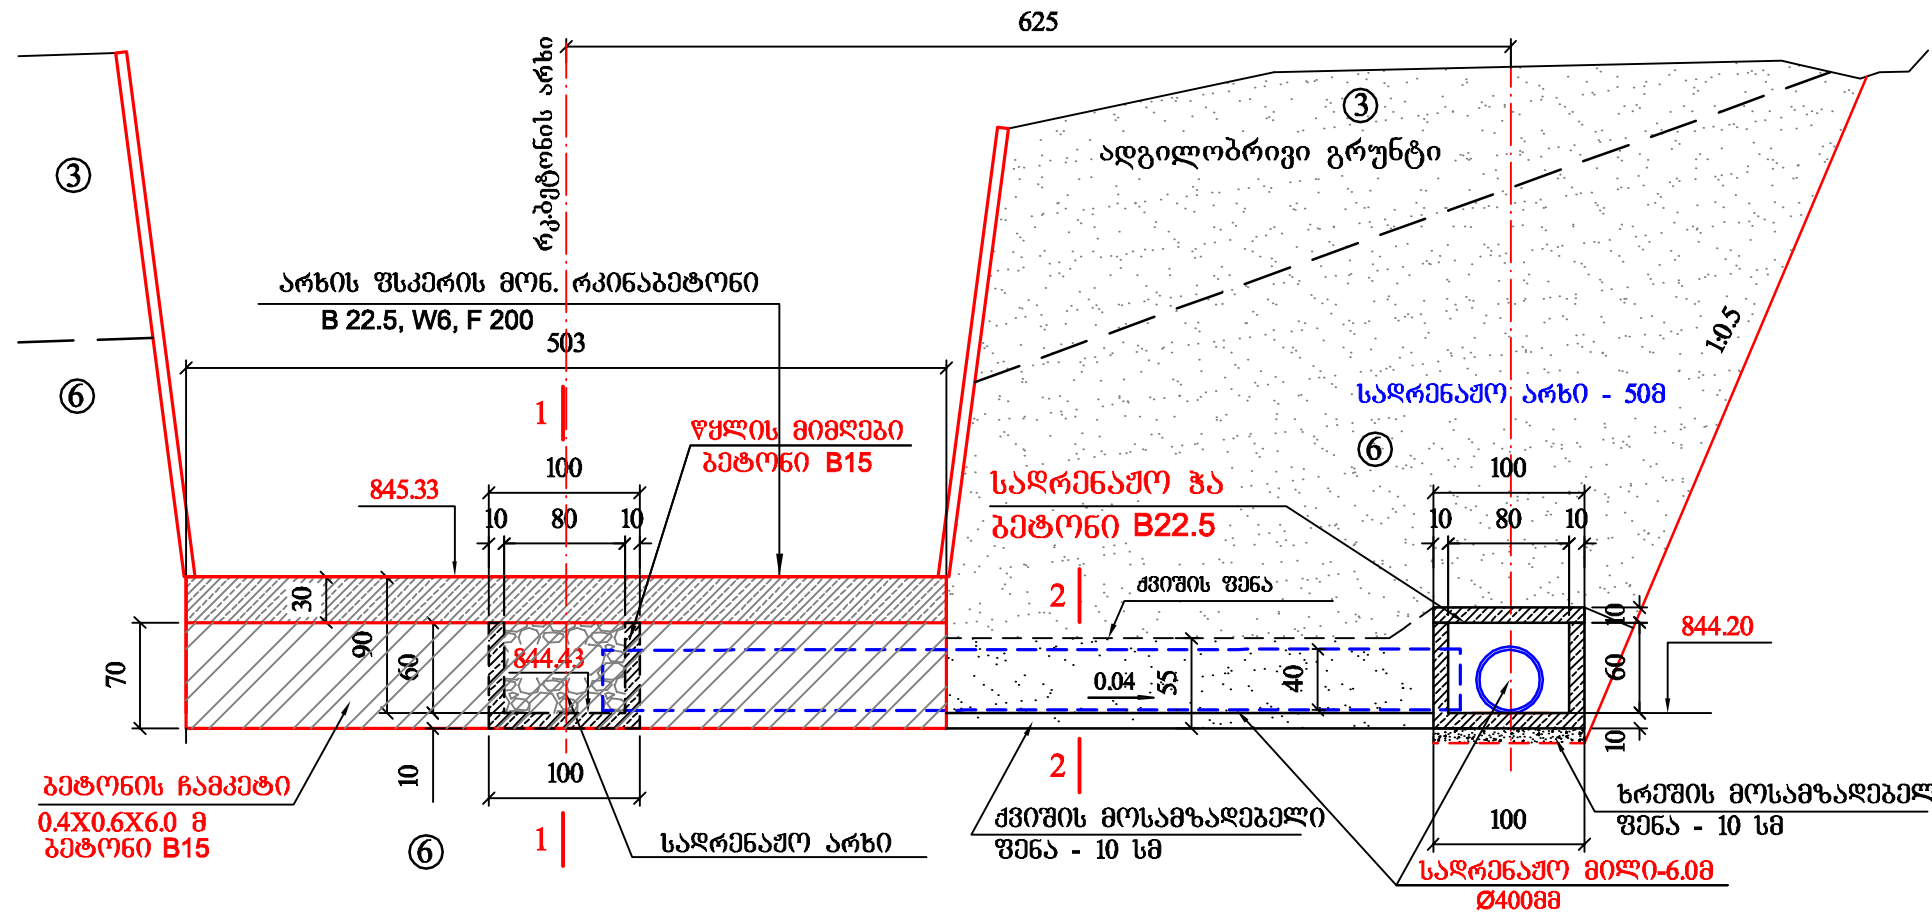 625
რკ.ბეტონის არხი
3
ადგილობრივი გრუნტი
3
არხის ფსკერის მონ. რკინაბეტონი
B 22.5, W6, F 200
503
1:0.5
6
სადრენაჟო არხი - 50მ
1
წყლის მიმღები
ბეტონი B15
6
100
100
845.33
სადრენაჟო ჭა
ბეტონი B22.5
10 80 10
10 80 10
2
ქვიშის ფენა
30
90
60
70
844.43
0.04
55
40
10
60
10
844.20
10
100
2
ბეტონის ჩამკეტი
0.4X0.6X6.0 მ
ბეტონი B15
6
1
სადრენაჟო არხი
ქვიშის მოსამზადებელი
ფენა - 10 სმ
100
ხრეშის მოსამზადებელ
ფენა - 10 სმ
სადრენაჟო მილი-6.0მ
Ø400მმ